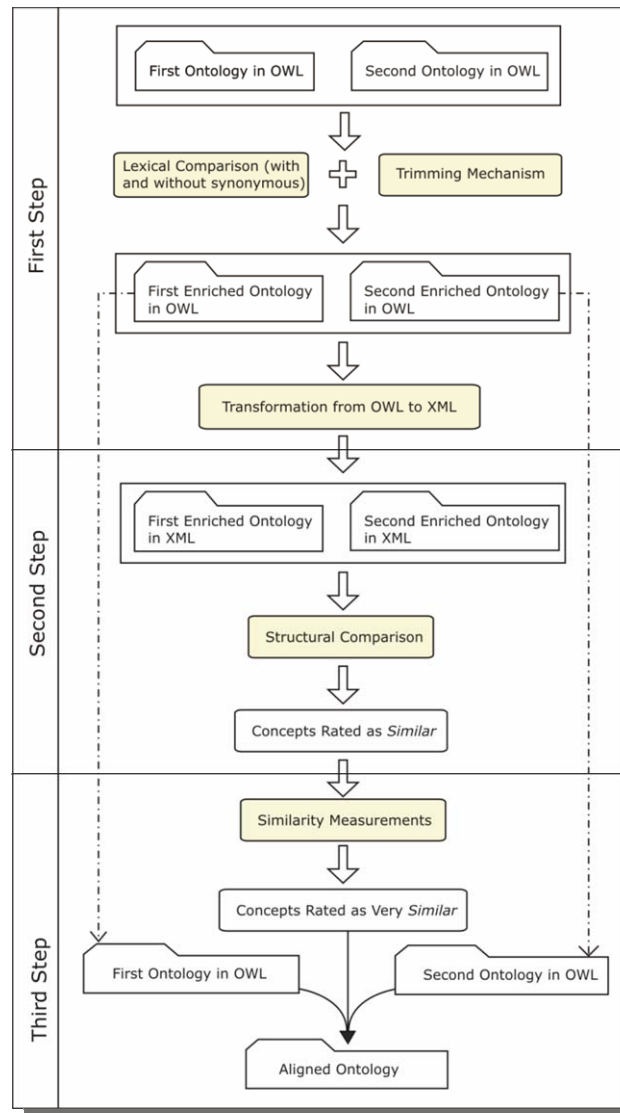 First Step
First Ontology in OWL
Second Ontology in OWL
Lexical Comparison (with
and without synonymous)
Trimming Mechanism
First Enriched Ontology
in OWL
Second Enriched Ontology
in OWL
Transformation from OWL to XML
Second Step
First Enriched Ontology
in XML
Second Enriched Ontology
in XML
Structural Comparison
Concepts Rated as Similar
Third Step
Similarity Measurements
Concepts Rated as Very Similar
First Ontology in OWL
Second Ontology in OWL
Aligned Ontology